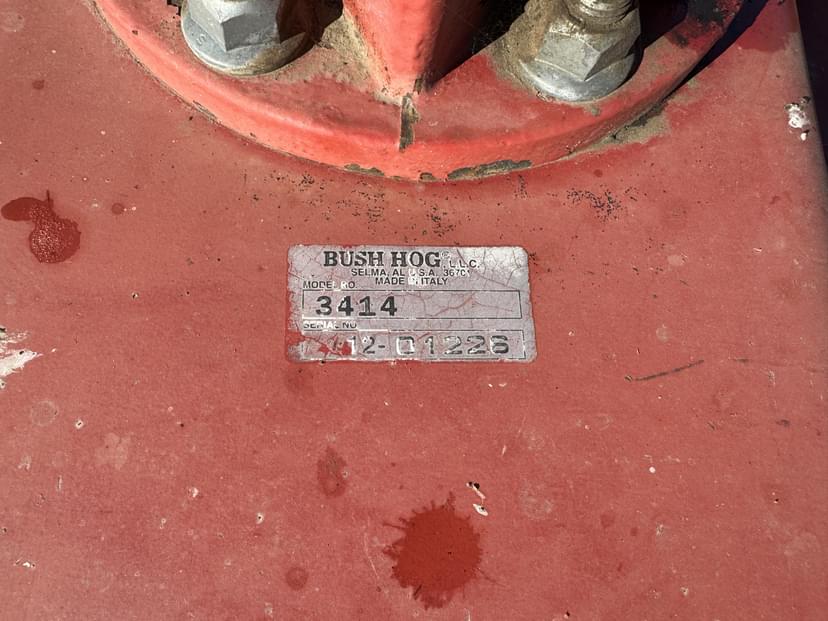 BUSH HOG L.L.C.
SELMA, AL U.S.A. 36701
MADE IN ITALY
MODEL NO.
3414
SERIAL NO
12-01226